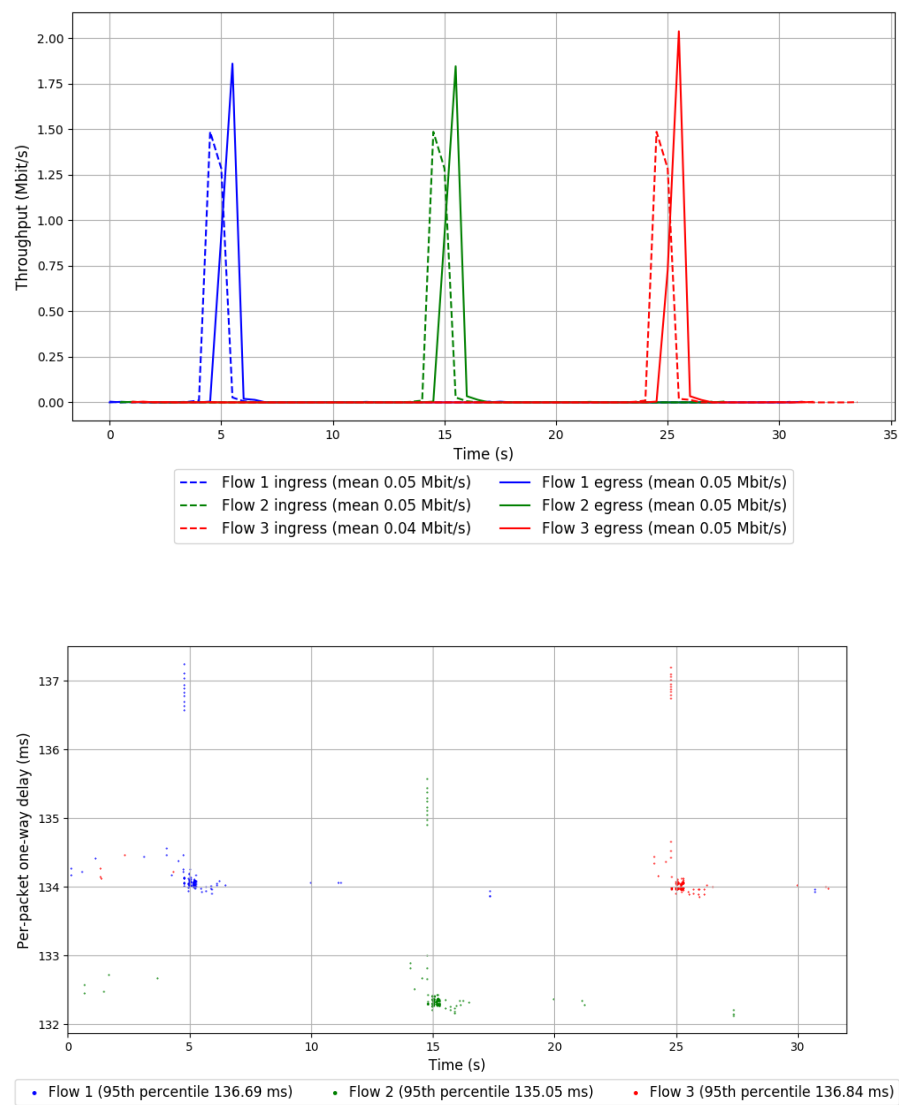 2.00
1.75
1.50
1.25
1.00
0.75
0.50
0.25
0.00
Throughput (Mbit/s)
0 5 10 15 20 25 30 35
Time (s)
Flow 1 ingress (mean 0.05 Mbit/s) Flow 1 egress (mean 0.05 Mbit/s)
Flow 2 ingress (mean 0.05 Mbit/s) Flow 2 egress (mean 0.05 Mbit/s)
Flow 3 ingress (mean 0.04 Mbit/s) Flow 3 egress (mean 0.05 Mbit/s)
137
136
135
134
133
132
Per-packet one-way delay (ms)
0 5 10 15 20 25 30
Time (s)
Flow 1 (95th percentile 136.69 ms) Flow 2 (95th percentile 135.05 ms) Flow 3 (95th percentile 136.84 ms)